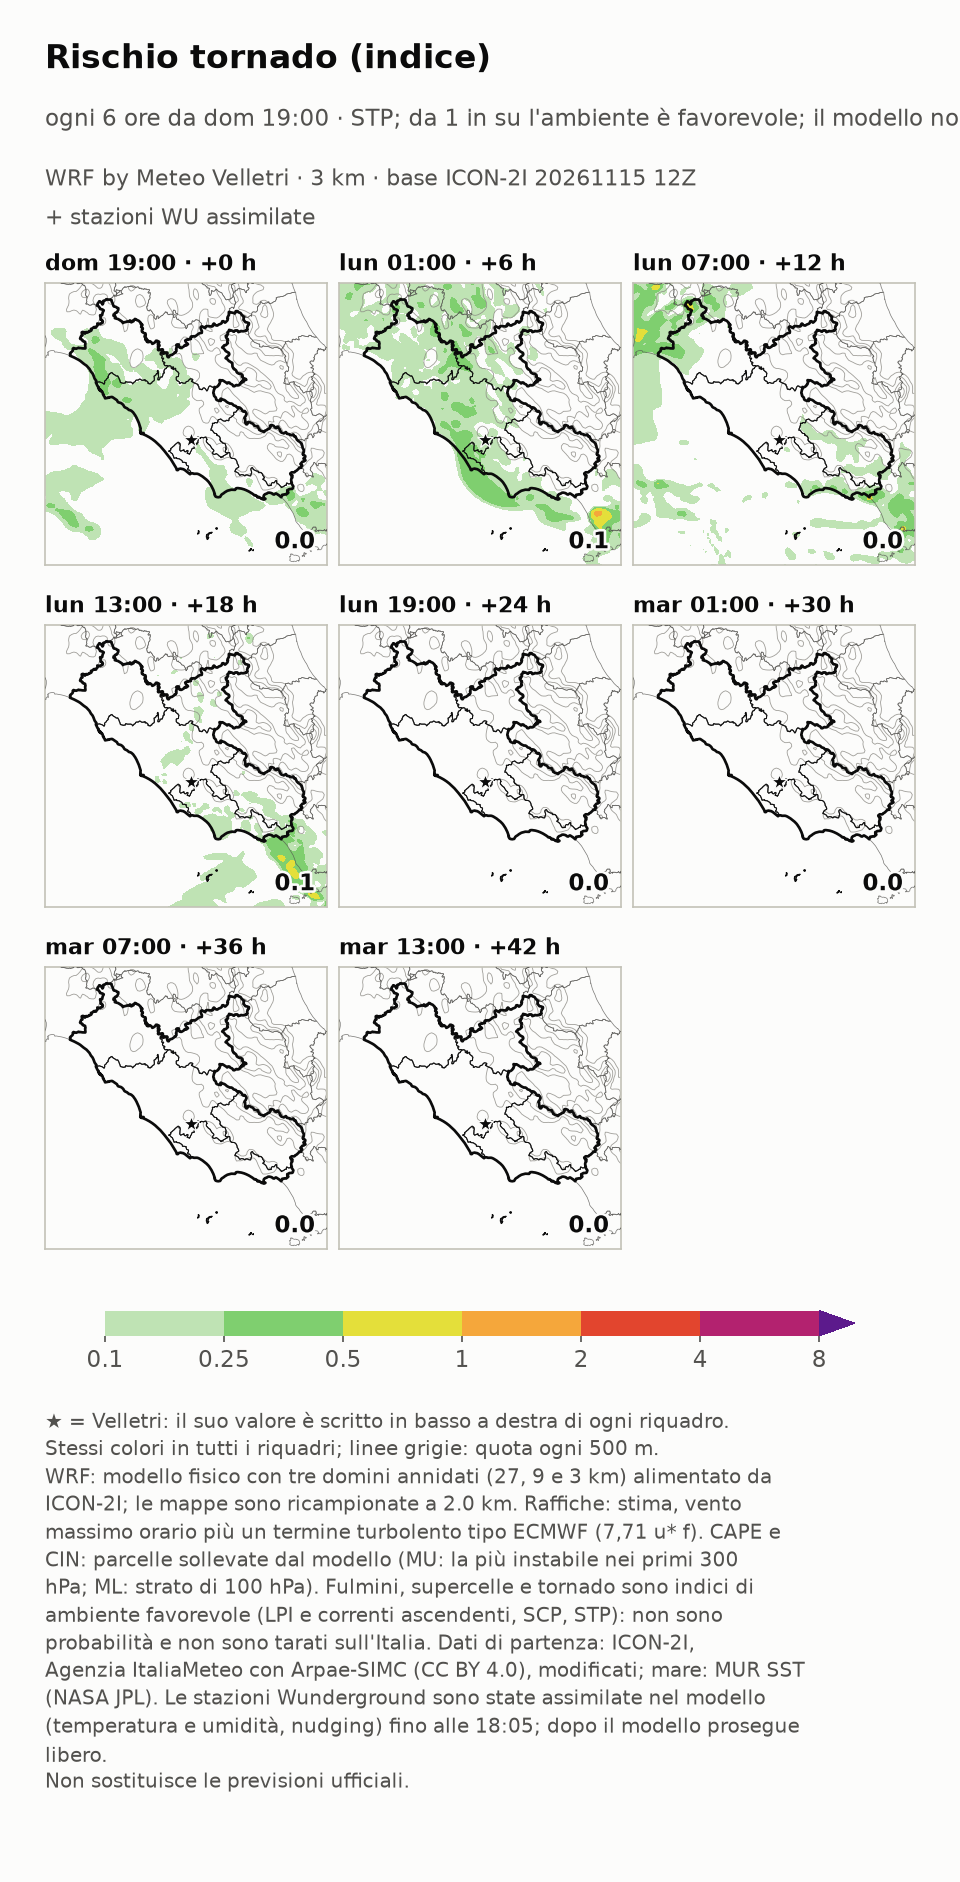 Rischio tornado (indice)
ogni 6 ore da dom 19:00 · STP; da 1 in su l'ambiente è favorevole; il modello no
WRF by Meteo Velletri · 3 km · base ICON-2I 20261115 12Z
+ stazioni WU assimilate
dom 19:00 · +0 h
lun 01:00 · +6 h
lun 07:00 · +12 h
0.0
0.1
0.0
lun 13:00 · +18 h
lun 19:00 · +24 h
mar 01:00 · +30 h
0.1
0.0
0.0
mar 07:00 · +36 h
mar 13:00 · +42 h
0.0
0.0
0.1 0.25 0.5 1 2 4 8
★ = Velletri: il suo valore è scritto in basso a destra di ogni riquadro.
Stessi colori in tutti i riquadri; linee grigie: quota ogni 500 m.
WRF: modello fisico con tre domini annidati (27, 9 e 3 km) alimentato da
ICON-2I; le mappe sono ricampionate a 2.0 km. Raffiche: stima, vento
massimo orario più un termine turbolento tipo ECMWF (7,71 u* f). CAPE e
CIN: parcelle sollevate dal modello (MU: la più instabile nei primi 300
hPa; ML: strato di 100 hPa). Fulmini, supercelle e tornado sono indici di
ambiente favorevole (LPI e correnti ascendenti, SCP, STP): non sono
probabilità e non sono tarati sull'Italia. Dati di partenza: ICON-2I,
Agenzia ItaliaMeteo con Arpae-SIMC (CC BY 4.0), modificati; mare: MUR SST
(NASA JPL). Le stazioni Wunderground sono state assimilate nel modello
(temperatura e umidità, nudging) fino alle 18:05; dopo il modello prosegue
libero.
Non sostituisce le previsioni ufficiali.